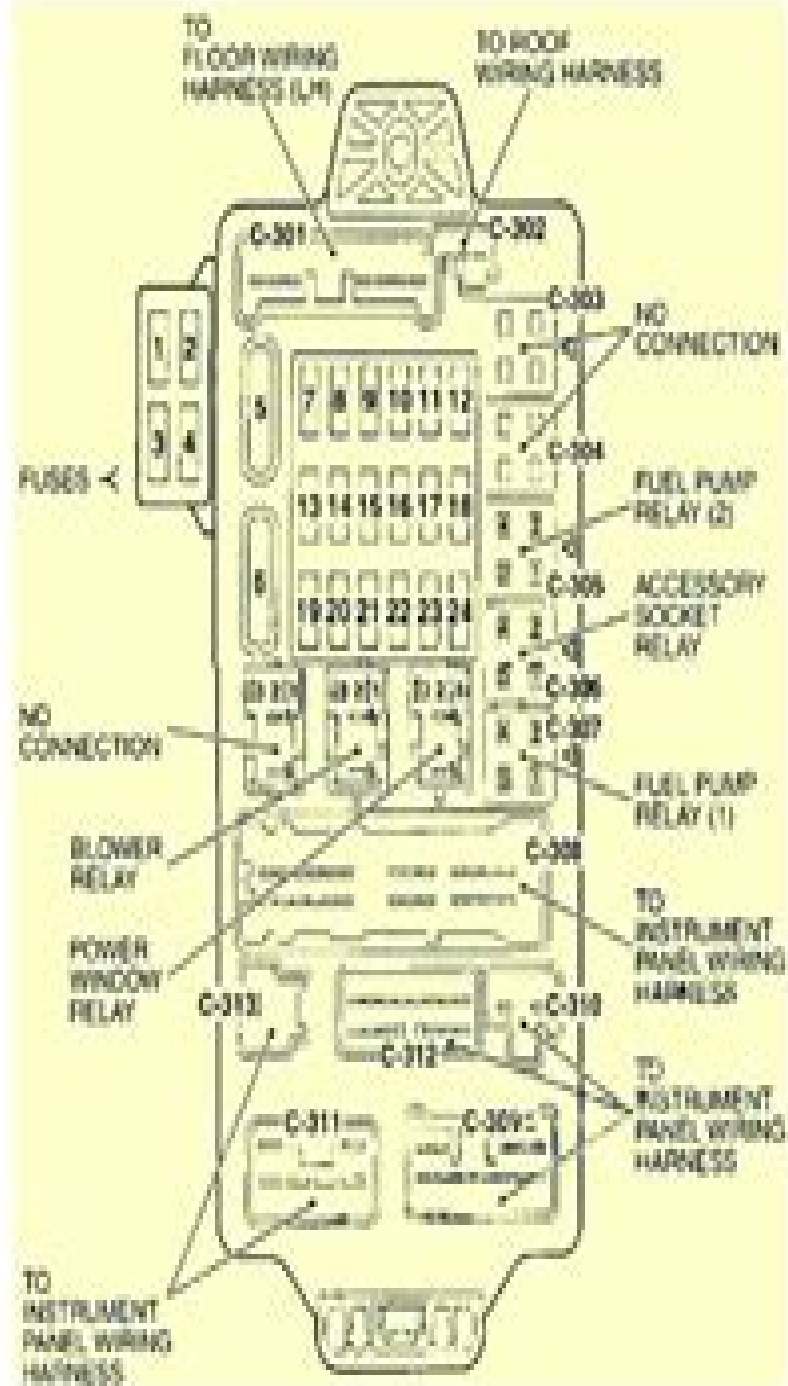 TO
FLOOR WIRING
HARNESS (LH)
TO ROOF
WIRING HARNESS
C-301
C-302
C-303
NO
CONNECTION
1 2
3 4
FUSES
5
7 8 9 10 11 12
C-304
13 14 15 16 17 18
FUEL PUMP
RELAY (2)
C-305
6
19 20 21 22 23 24
ACCESSORY
SOCKET
RELAY
C-306
C-307
NO
CONNECTION
FUEL PUMP
RELAY (1)
BLOWER
RELAY
C-308
POWER
WINDOW
RELAY
TO
INSTRUMENT
PANEL WIRING
HARNESS
C-313
C-310
C-312
TO
INSTRUMENT
PANEL WIRING
HARNESS
C-311
C-309
TO
INSTRUMENT
PANEL WIRING
HARNESS